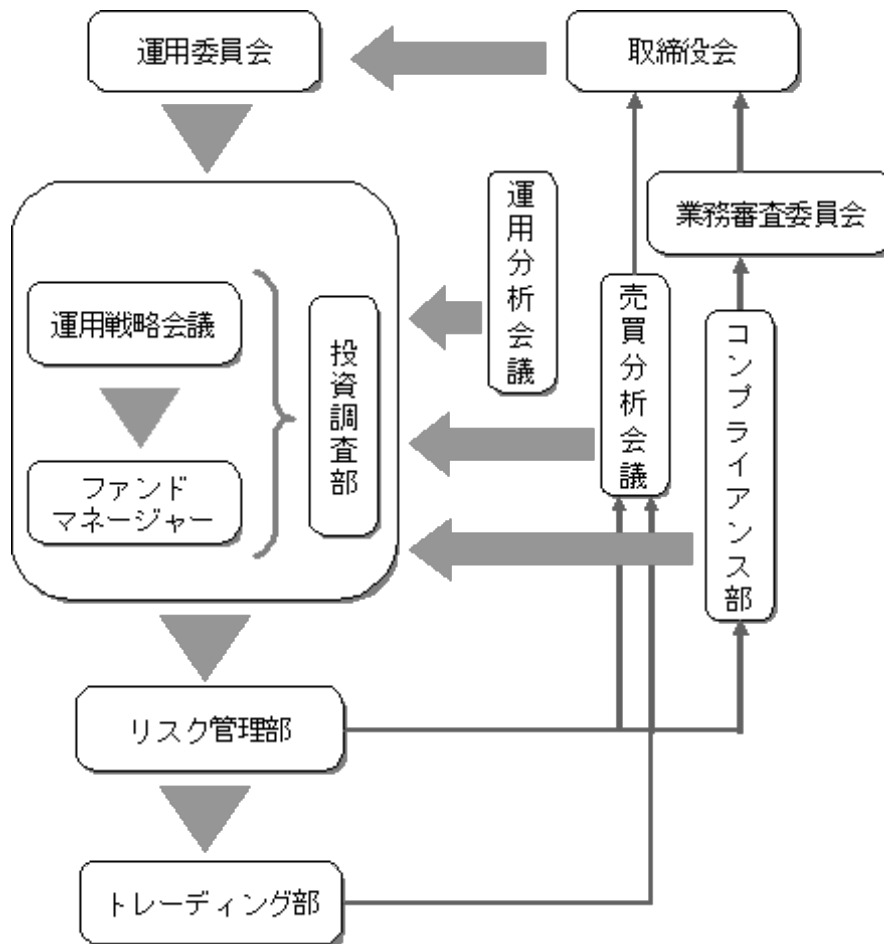 運用委員会
取締役会
運用分析会議
業務審査委員会
売買分析会議
コンプライアンス部
運用戦略会議
投資調査部
ファンド
マネージャー
リスク管理部
トレーディング部